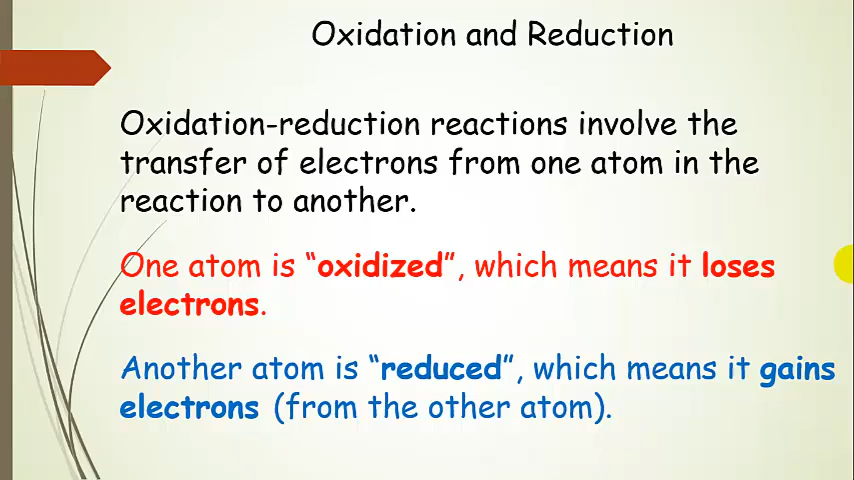 Oxidation and Reduction
Oxidation-reduction reactions involve the
transfer of electrons from one atom in the
reaction to another.
One atom is “oxidized”, which means it loses
electrons.
Another atom is “reduced”, which means it gains
electrons (from the other atom).